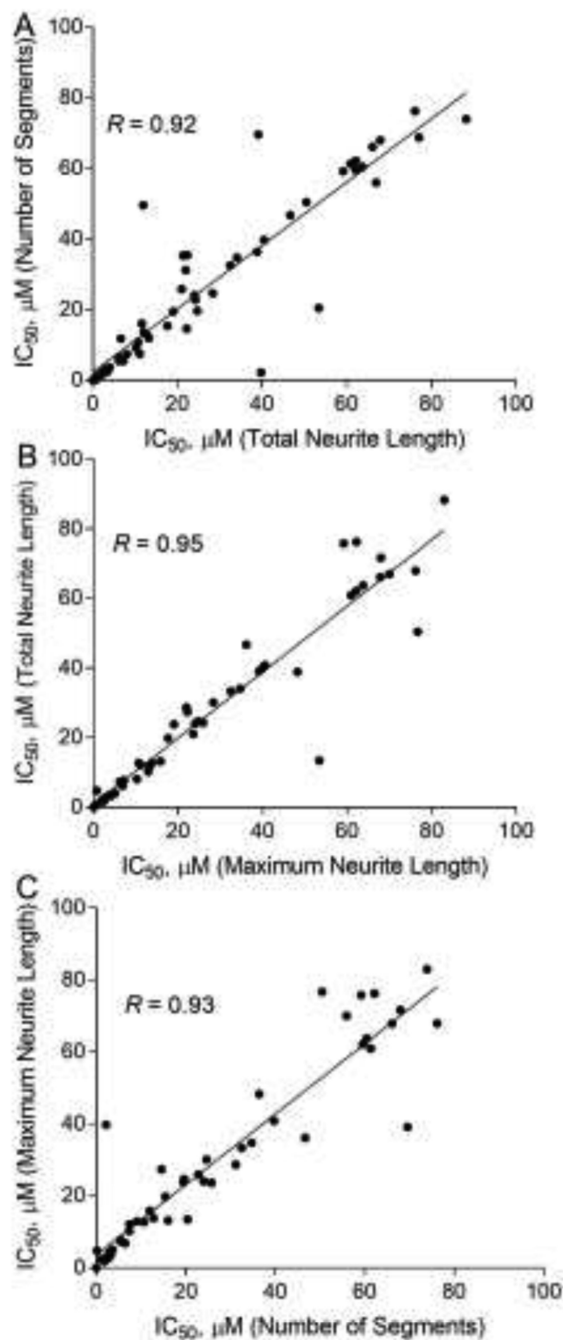 A
IC₅₀, μM (Number of Segments)
100
80
60
40
20
0
R = 0.92
0 20 40 60 80 100
IC₅₀, μM (Total Neurite Length)
B
IC₅₀, μM (Total Neurite Length)
100
80
60
40
20
0
R = 0.95
0 20 40 60 80 100
IC₅₀, μM (Maximum Neurite Length)
C
IC₅₀, μM (Maximum Neurite Length)
100
80
60
40
20
0
R = 0.93
0 20 40 60 80 100
IC₅₀, μM (Number of Segments)